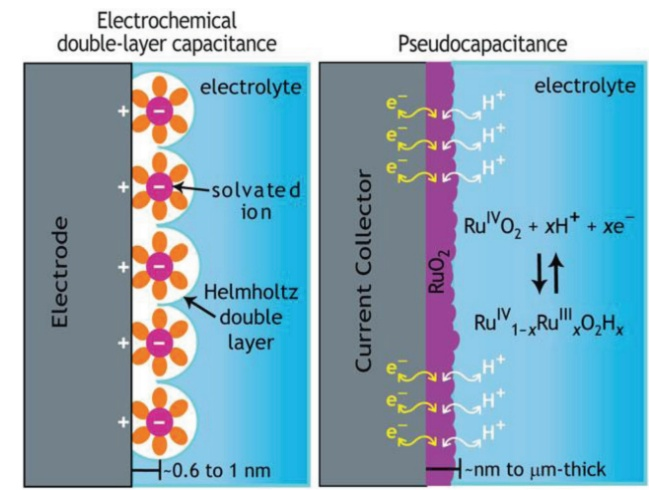 Electrochemical
double-layer capacitance
electrolyte
+
−
+
−
solvated
ion
+
−
Helmholtz
double
layer
+
−
+
−
Electrode
~0.6 to 1 nm
Pseudocapacitance
electrolyte
e⁻ H⁺
e⁻ H⁺
e⁻ H⁺
Current Collector
RuO₂
RuᴵⱽO₂ + xH⁺ + xe⁻
Ruᴵⱽ₁₋ₓRuᴵᴵᴵₓO₂Hₓ
e⁻ H⁺
e⁻ H⁺
e⁻ H⁺
~nm to μm-thick